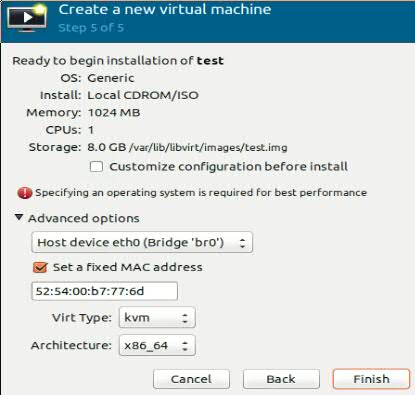 Create a new virtual machine
Step 5 of 5
Ready to begin installation of test
OS: Generic
Install: Local CDROM/ISO
Memory: 1024 MB
CPUs: 1
Storage: 8.0 GB /var/lib/libvirt/images/test.img
Customize configuration before install
Specifying an operating system is required for best performance
Advanced options
Host device eth0 (Bridge 'br0')
Set a fixed MAC address
52:54:00:b7:77:6d
Virt Type: kvm
Architecture: x86_64
Cancel Back Finish